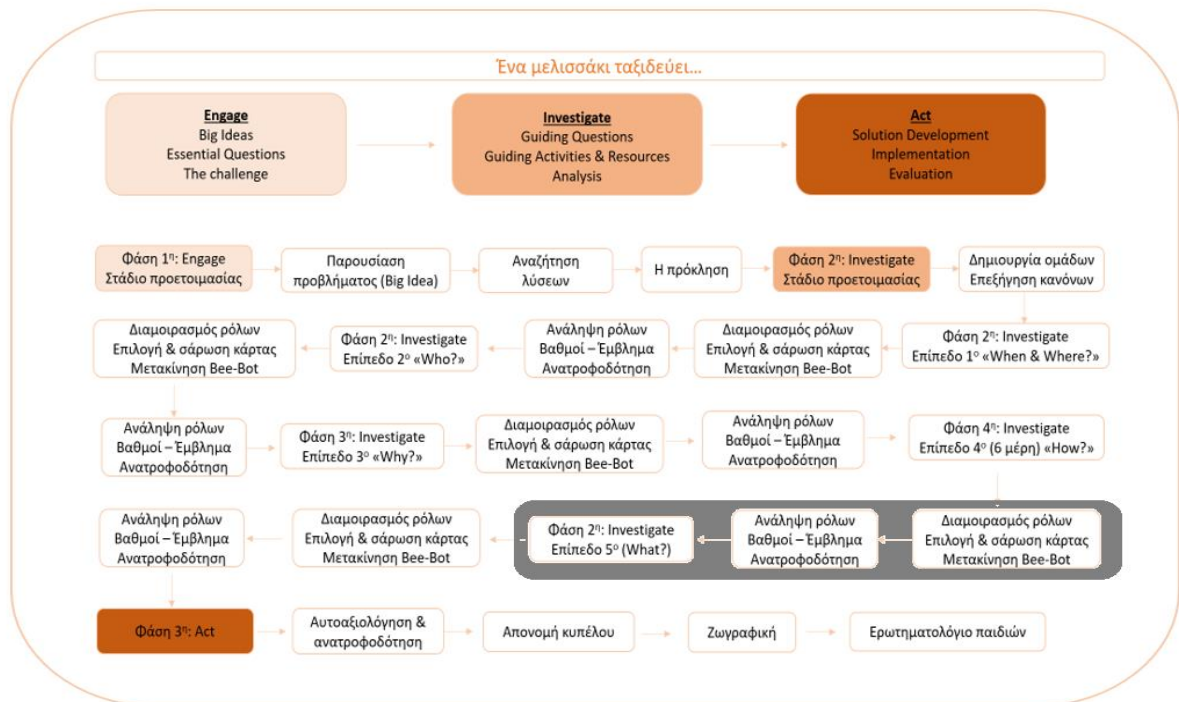 Ένα μελισσάκι ταξιδεύει...
Engage
Big Ideas
Essential Questions
The challenge
Investigate
Guiding Questions
Guiding Activities & Resources
Analysis
Act
Solution Development
Implementation
Evaluation
Φάση 1η: Engage
Στάδιο προετοιμασίας
Παρουσίαση
προβλήματος (Big Idea)
Αναζήτηση
λύσεων
Η πρόκληση
Φάση 2η: Investigate
Στάδιο προετοιμασίας
Δημιουργία ομάδων
Επεξήγηση κανόνων
Φάση 2η: Investigate
Επίπεδο 1ο «When & Where?»
Διαμοιρασμός ρόλων
Επιλογή & σάρωση κάρτας
Μετακίνηση Bee-Bot
Ανάληψη ρόλων
Βαθμοί – Έμβλημα
Ανατροφοδότηση
Φάση 2η: Investigate
Επίπεδο 2ο «Who?»
Διαμοιρασμός ρόλων
Επιλογή & σάρωση κάρτας
Μετακίνηση Bee-Bot
Ανάληψη ρόλων
Βαθμοί – Έμβλημα
Ανατροφοδότηση
Φάση 3η: Investigate
Επίπεδο 3ο «Why?»
Διαμοιρασμός ρόλων
Επιλογή & σάρωση κάρτας
Μετακίνηση Bee-Bot
Ανάληψη ρόλων
Βαθμοί – Έμβλημα
Ανατροφοδότηση
Φάση 4η: Investigate
Επίπεδο 4ο (6 μέρη) «How?»
Διαμοιρασμός ρόλων
Επιλογή & σάρωση κάρτας
Μετακίνηση Bee-Bot
Ανάληψη ρόλων
Βαθμοί – Έμβλημα
Ανατροφοδότηση
Φάση 2η: Investigate
Επίπεδο 5ο (What?)
Διαμοιρασμός ρόλων
Επιλογή & σάρωση κάρτας
Μετακίνηση Bee-Bot
Ανάληψη ρόλων
Βαθμοί – Έμβλημα
Ανατροφοδότηση
Φάση 3η: Act
Αυτοαξιολόγηση &
ανατροφοδότηση
Απονομή κυπέλου
Ζωγραφική
Ερωτηματολόγιο παιδιών